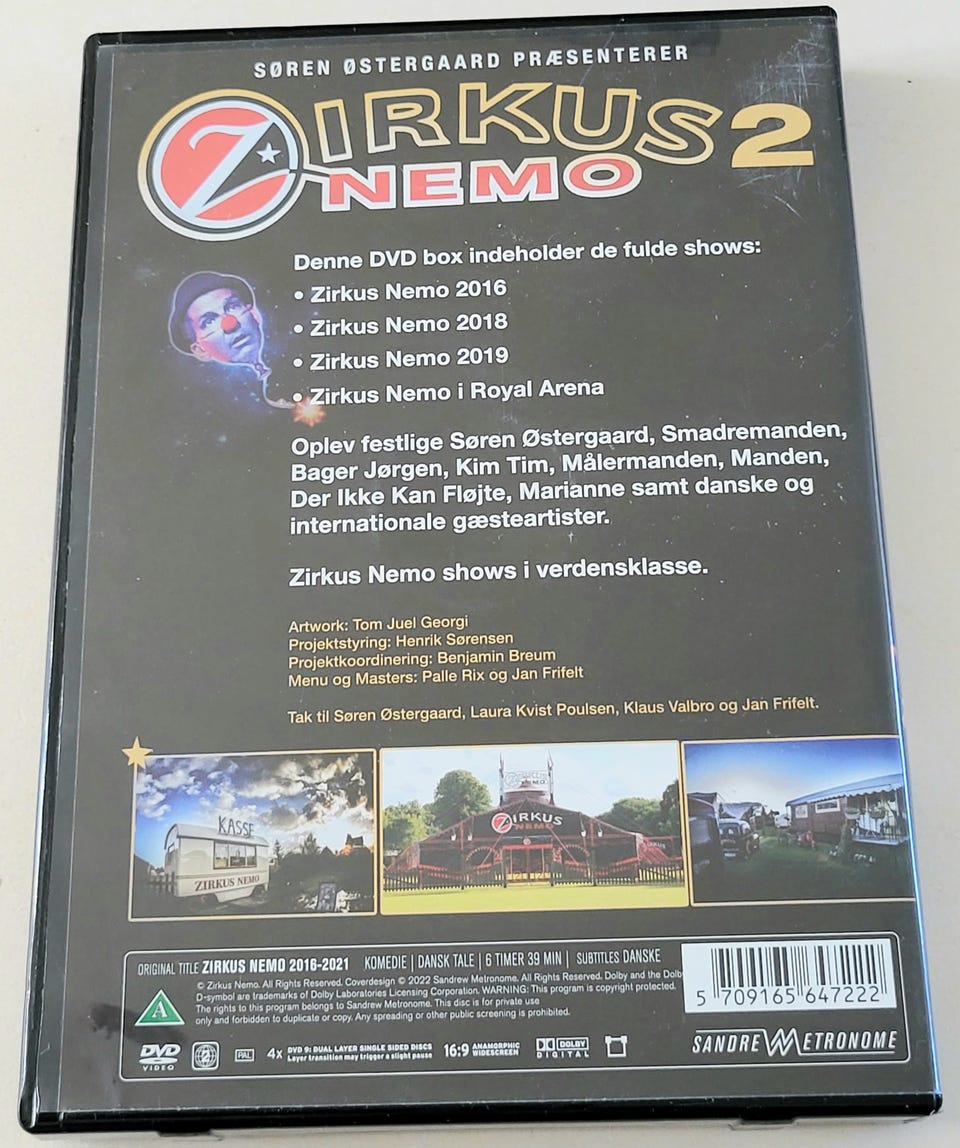 SØREN ØSTERGAARD PRÆSENTERER
ZIRKUS 2
NEMO
Denne DVD box indeholder de fulde shows:
• Zirkus Nemo 2016
• Zirkus Nemo 2018
• Zirkus Nemo 2019
• Zirkus Nemo i Royal Arena
Oplev festlige Søren Østergaard, Smadremanden,
Bager Jørgen, Kim Tim, Målermanden, Manden,
Der Ikke Kan Fløjte, Marianne samt danske og
internationale gæsteartister.
Zirkus Nemo shows i verdensklasse.
Artwork: Tom Juel Georgi
Projektstyring: Henrik Sørensen
Projektkoordinering: Benjamin Breum
Menu og Masters: Palle Rix og Jan Frifelt
Tak til Søren Østergaard, Laura Kvist Poulsen, Klaus Valbro og Jan Frifelt.
KASSE
ZIRKUS NEMO
ZIRKUS
NEMO
ORIGINAL TITLE ZIRKUS NEMO 2016-2021 KOMEDIE | DANSK TALE | 6 TIMER 39 MIN | SUBTITLES DANSKE
© Zirkus Nemo. All Rights Reserved. Coverdesign © 2022 Sandrew Metronome. All Rights Reserved. Dolby and the Dolby
D-symbol are trademarks of Dolby Laboratories Licensing Corporation. WARNING: This program is copyright protected.
The rights to this program belongs to Sandrew Metronome. This disc is for private use
only and forbidden to duplicate or copy. Any spreading or other public screening is prohibited.
A
5 709165 647222
DVD VIDEO
2
PAL
4x DVD 9: DUAL LAYER SINGLE SIDED DISCS
Layer transition may trigger a slight pause
16:9 ANAMORPHIC WIDESCREEN
DOLBY DIGITAL
SANDREW METRONOME